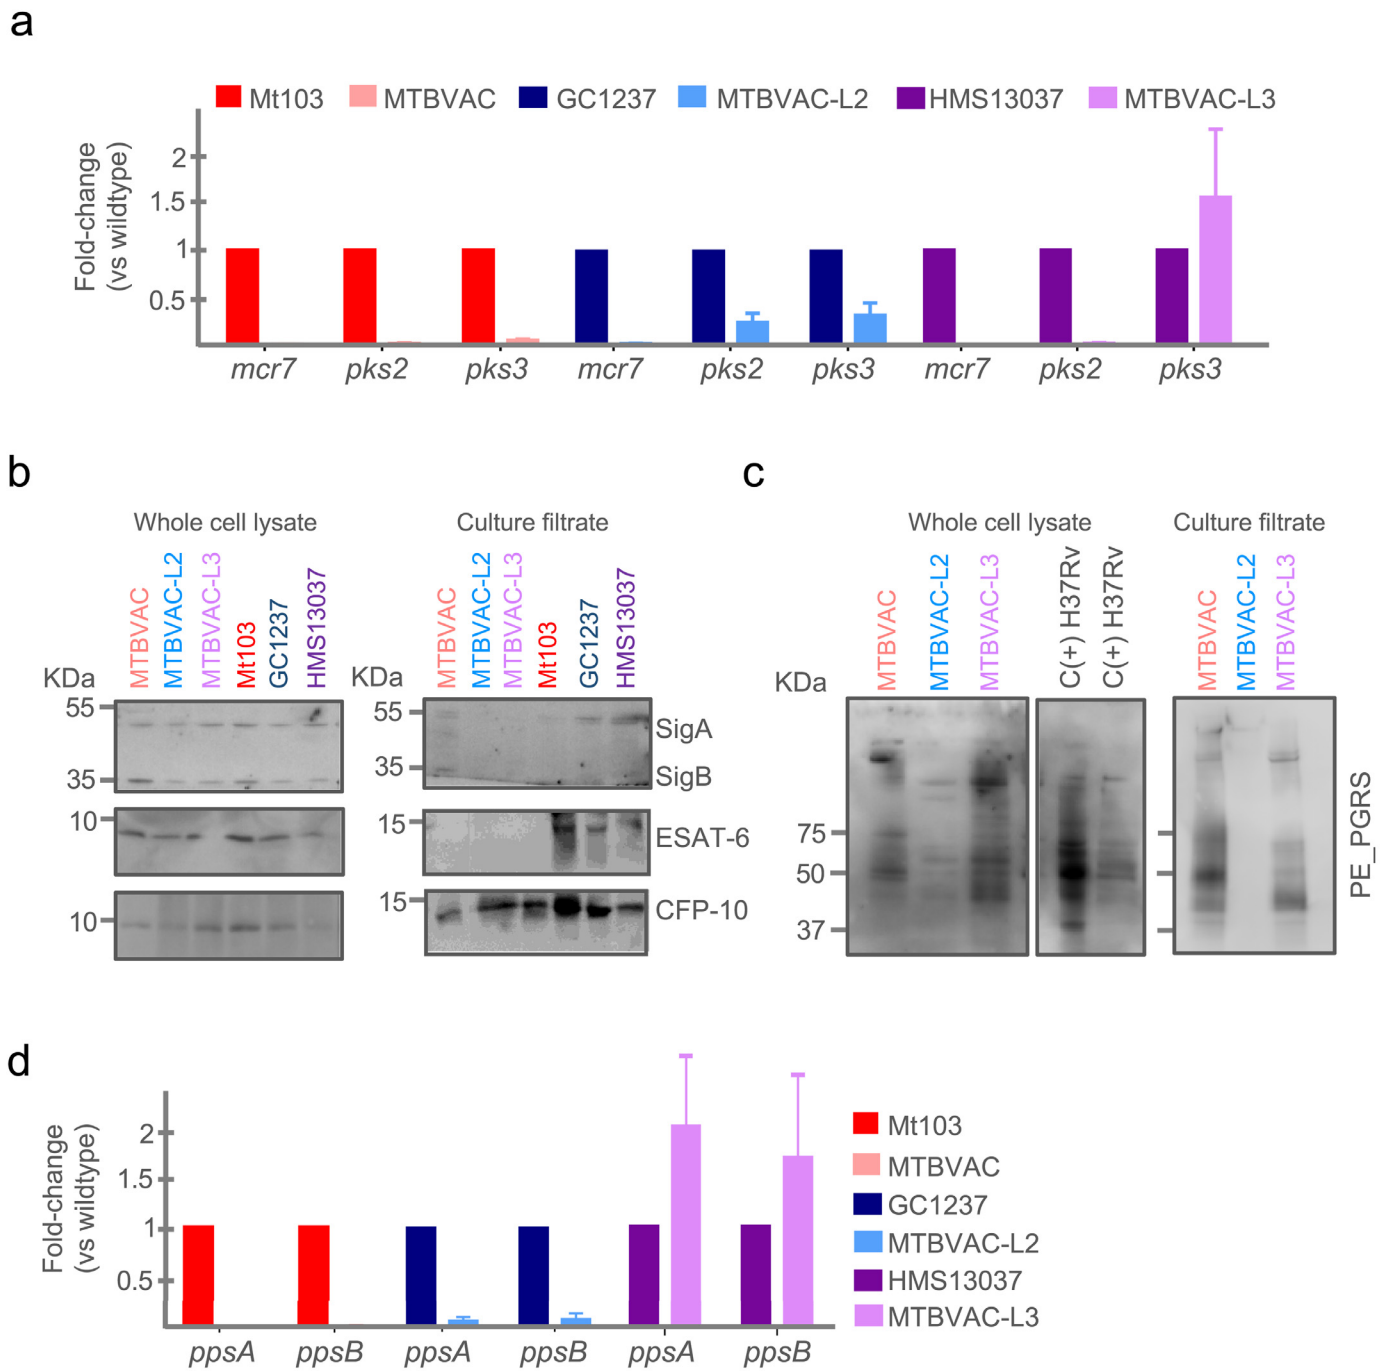 a
Mt103 MTBVAC GC1237 MTBVAC-L2 HMS13037 MTBVAC-L3
Fold-change
(vs wildtype)
2
1.5
1
0.5
mcr7 pks2 pks3 mcr7 pks2 pks3 mcr7 pks2 pks3
b
Whole cell lysate
Culture filtrate
MTBVAC
MTBVAC-L2
MTBVAC-L3
Mt103
GC1237
HMS13037
MTBVAC
MTBVAC-L2
MTBVAC-L3
Mt103
GC1237
HMS13037
KDa
55
35
10
10
KDa
55
35
15
15
SigA
SigB
ESAT-6
CFP-10
c
Whole cell lysate
Culture filtrate
MTBVAC
MTBVAC-L2
MTBVAC-L3
C(+) H37Rv
C(+) H37Rv
MTBVAC
MTBVAC-L2
MTBVAC-L3
KDa
75
50
37
PE_PGRS
d
Fold-change
(vs wildtype)
2
1.5
1
0.5
ppsA ppsB ppsA ppsB ppsA ppsB
Mt103
MTBVAC
GC1237
MTBVAC-L2
HMS13037
MTBVAC-L3